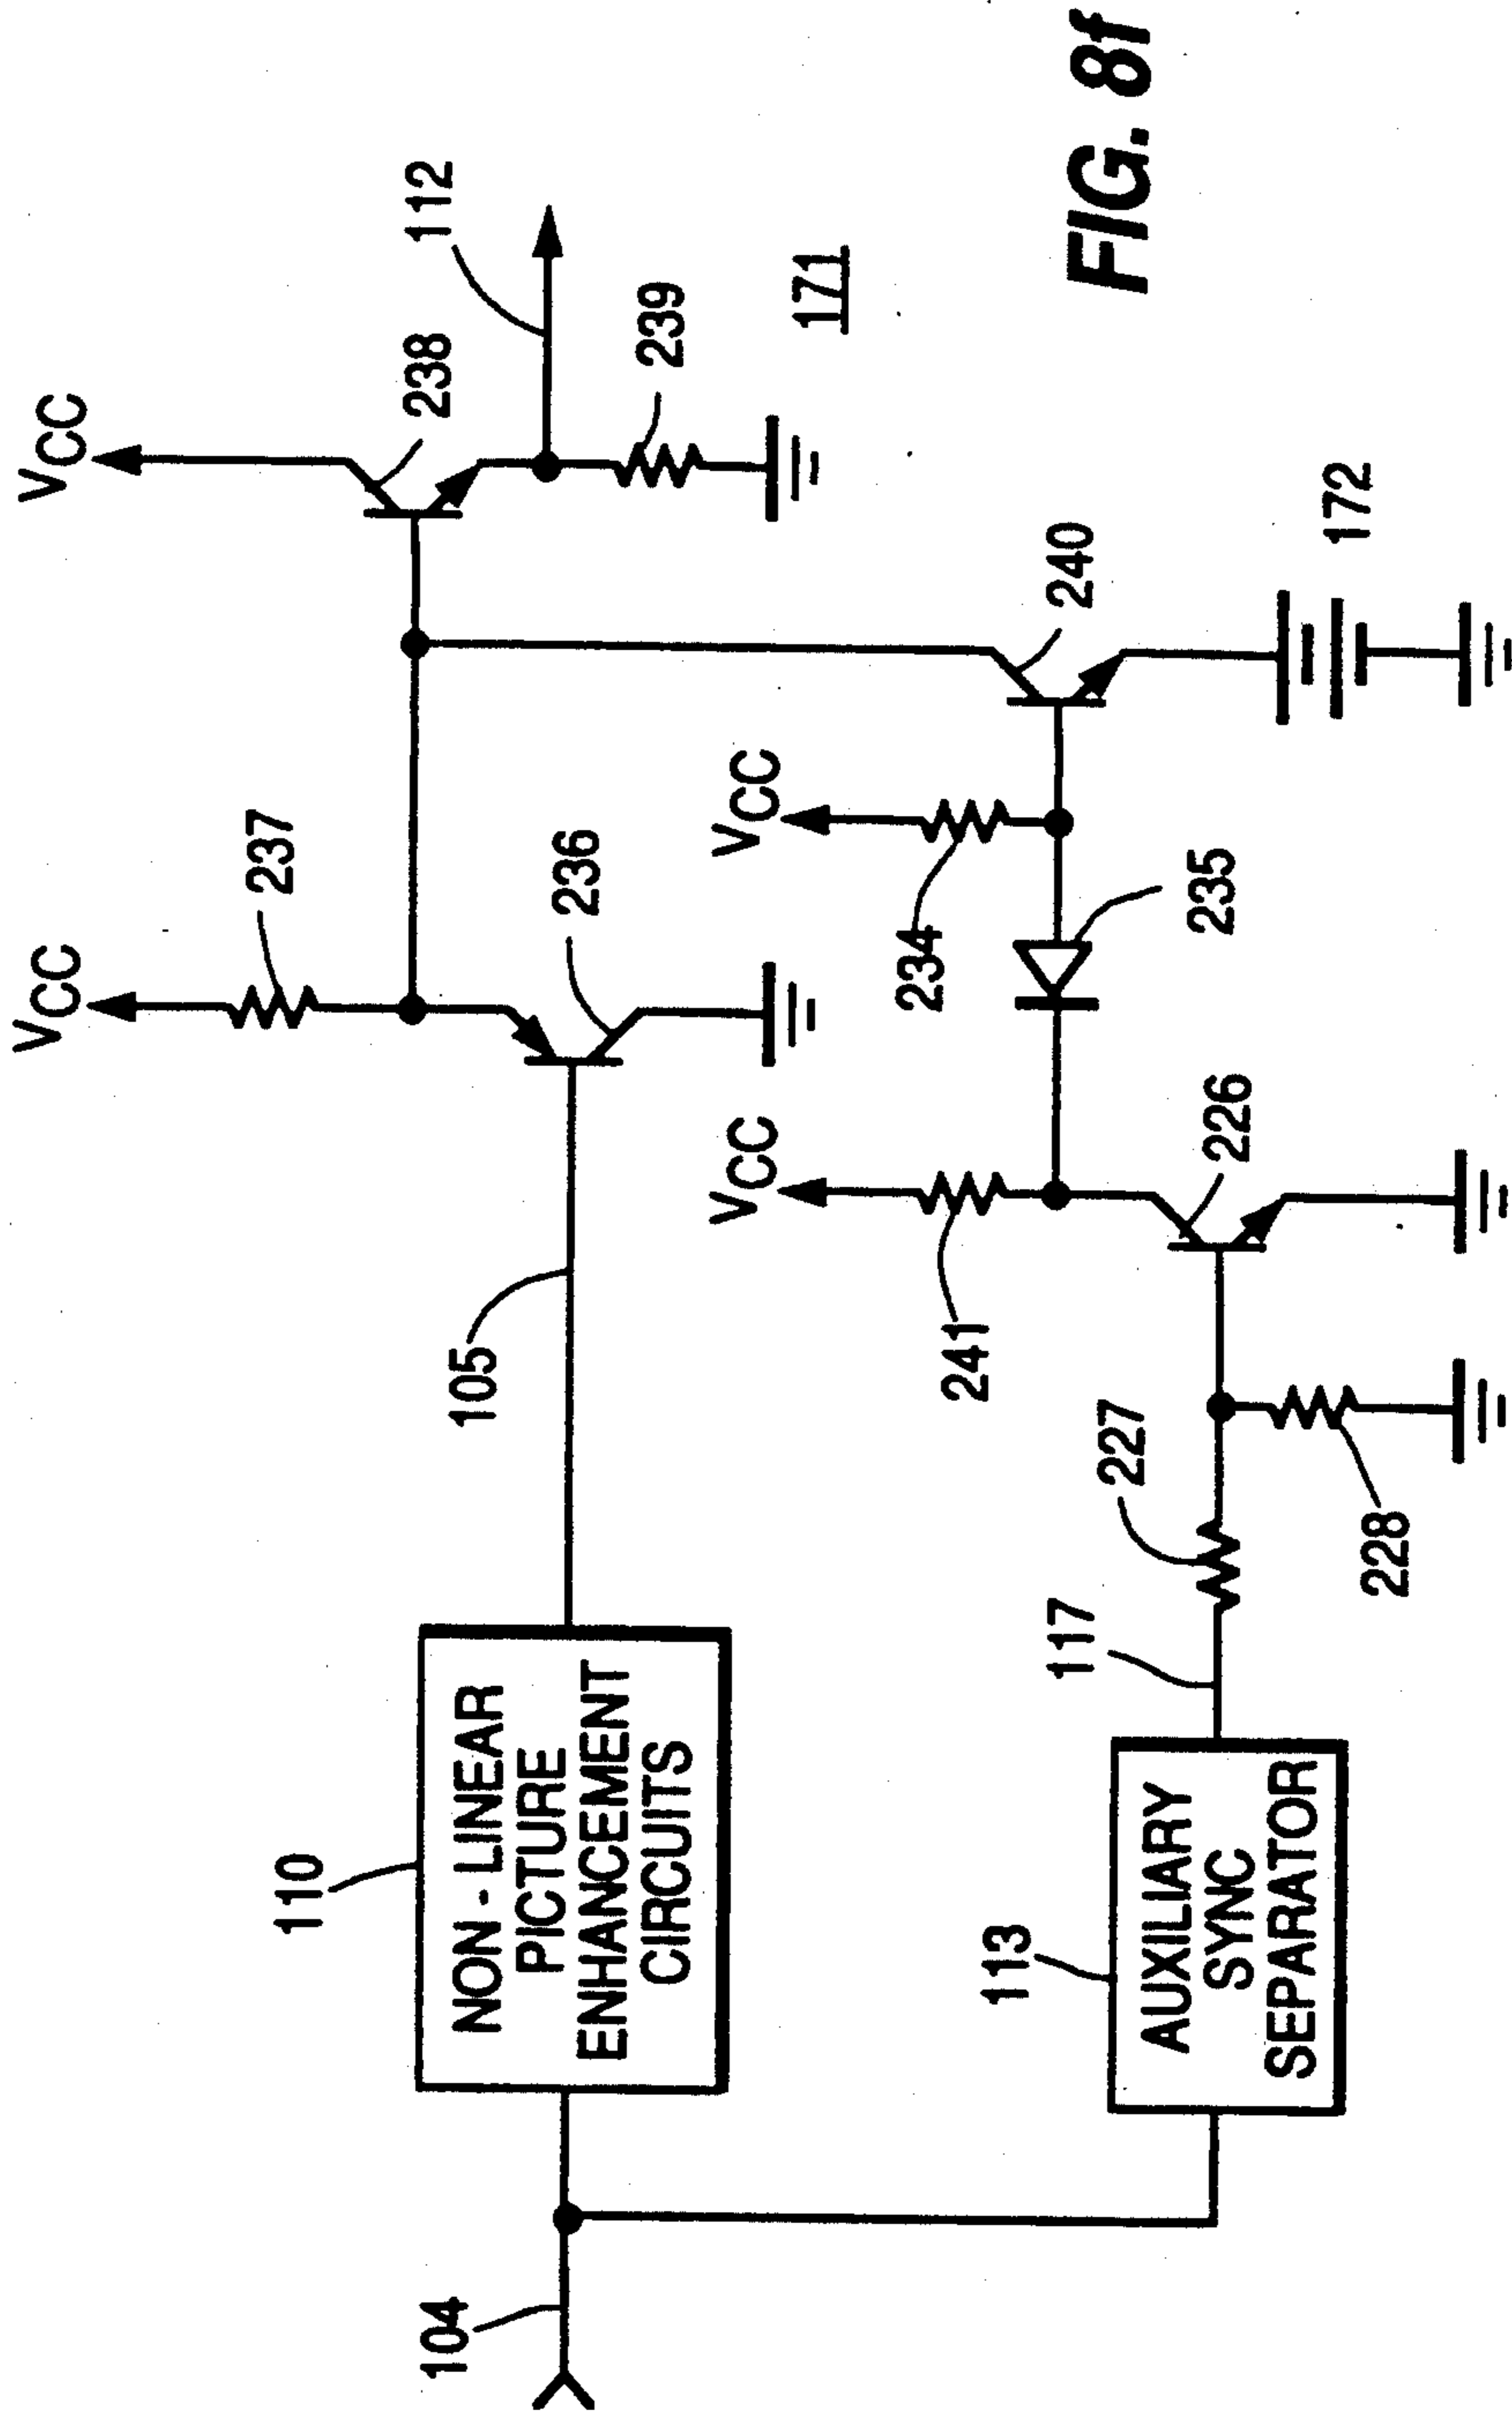 VCC
VCC
237
238
112
236
239
105
110
NON - LINEAR
PICTURE
ENHANCEMENT
CIRCUITS
104
171
VCC
VCC
241
234
235
240
226
172
227
228
117
113
AUXILIARY
SYNC
SEPARATOR
FIG. 8f